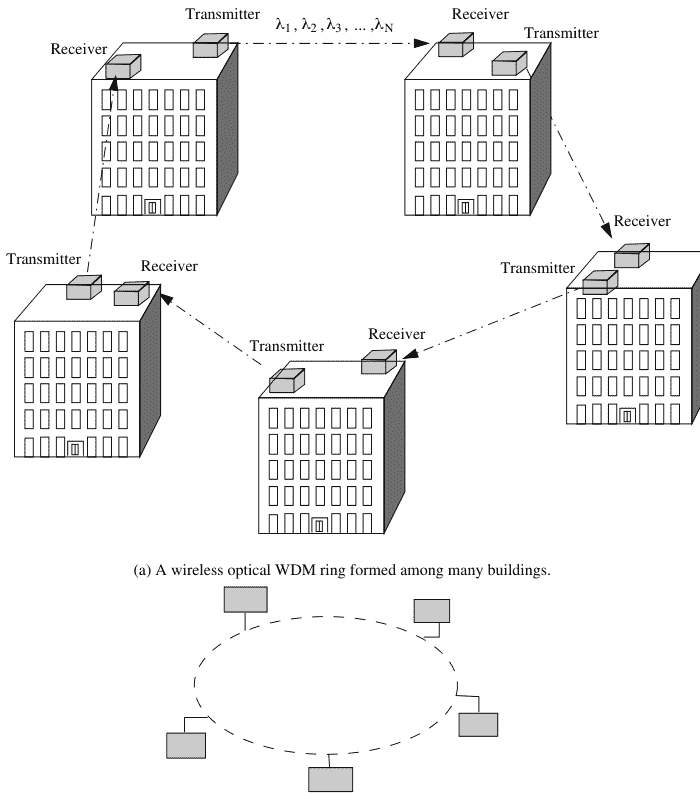 Transmitter
λ1, λ2, λ3, ...,λN
Receiver
Transmitter
Receiver
Receiver
Transmitter
Transmitter
Receiver
Receiver
Transmitter
(a) A wireless optical WDM ring formed among many buildings.